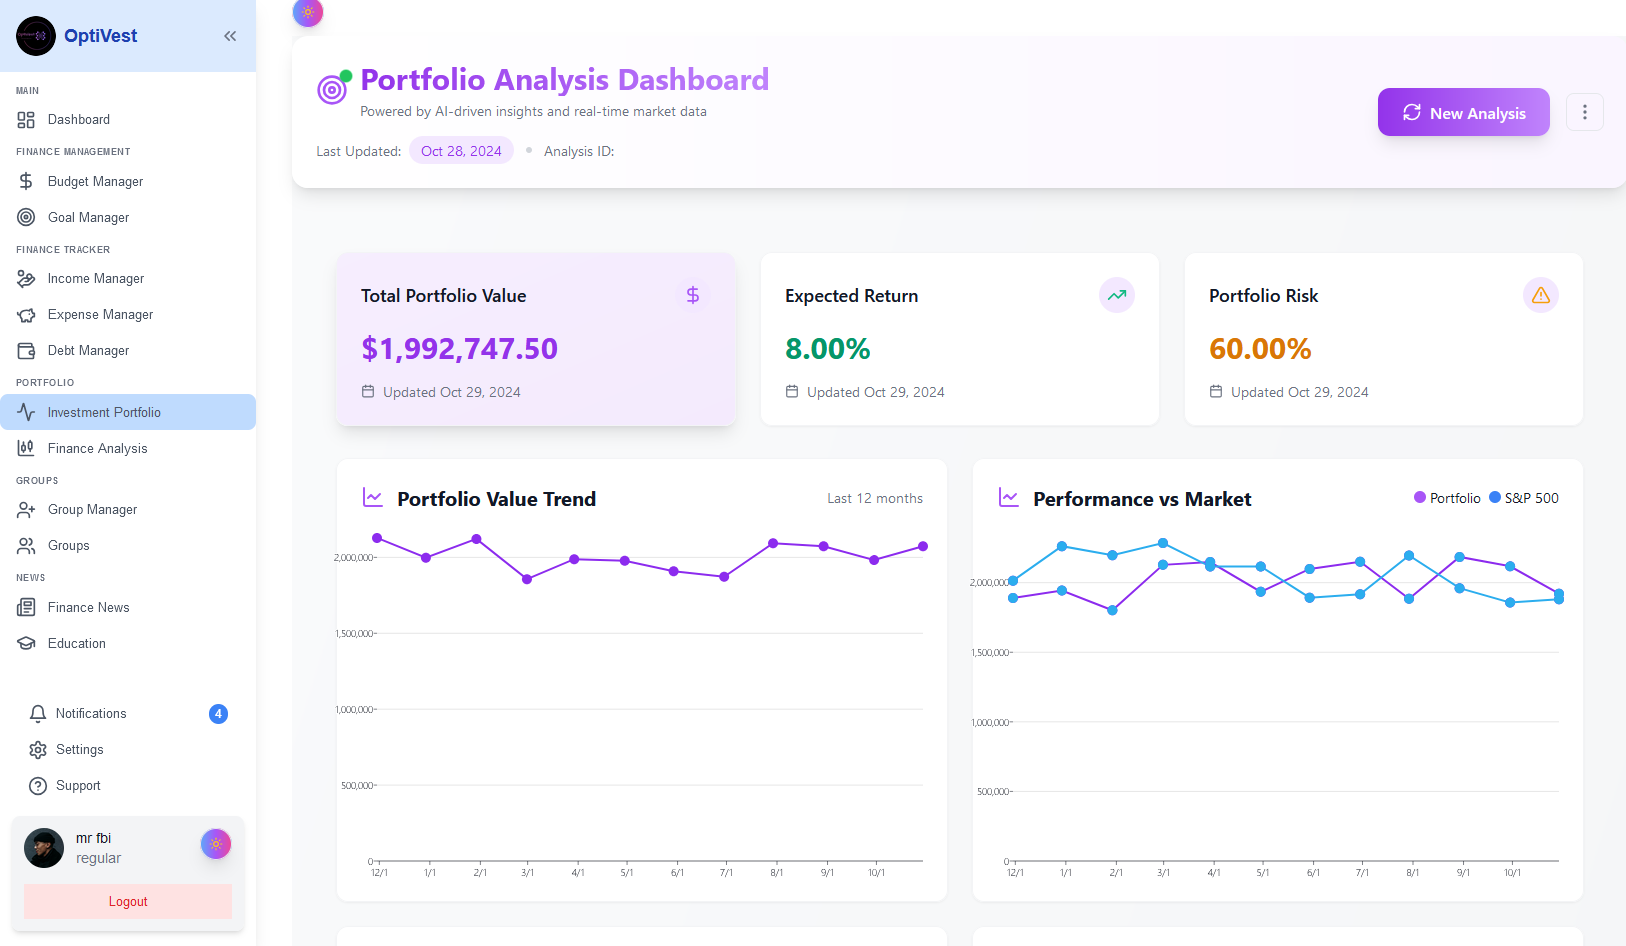 OptiVest
MAIN
Dashboard
FINANCE MANAGEMENT
Budget Manager
Goal Manager
FINANCE TRACKER
Income Manager
Expense Manager
Debt Manager
PORTFOLIO
Investment Portfolio
Finance Analysis
GROUPS
Group Manager
Groups
NEWS
Finance News
Education
Notifications 4
Settings
Support
mr fbi
regular
Logout
Portfolio Analysis Dashboard
Powered by AI-driven insights and real-time market data
Last Updated: Oct 28, 2024 Analysis ID:
New Analysis
Total Portfolio Value
$
$1,992,747.50
Updated Oct 29, 2024
Expected Return
8.00%
Updated Oct 29, 2024
Portfolio Risk
60.00%
Updated Oct 29, 2024
Portfolio Value Trend Last 12 months
2,000,000
1,500,000
1,000,000
500,000
0
12/1 1/1 2/1 3/1 4/1 5/1 6/1 7/1 8/1 9/1 10/1
Performance vs Market Portfolio S&P 500
2,000,000
1,500,000
1,000,000
500,000
0
12/1 1/1 2/1 3/1 4/1 5/1 6/1 7/1 8/1 9/1 10/1